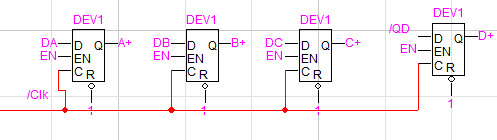 DEV1 DEV1 DEV1 DEV1
DA D Q A+ DB D Q B+ DC D Q C+ /QD D Q D+
EN EN EN EN EN EN EN EN
C R C R C R C R
/Clk
1 1 1 1